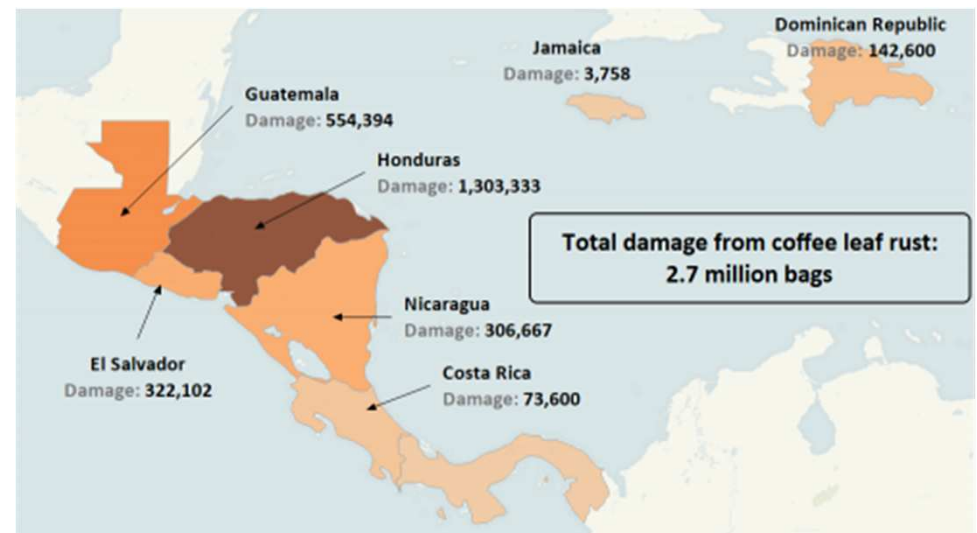 Dominican Republic
Damage: 142,600
Jamaica
Damage: 3,758
Guatemala
Damage: 554,394
Honduras
Damage: 1,303,333
Total damage from coffee leaf rust:
2.7 million bags
Nicaragua
Damage: 306,667
El Salvador
Damage: 322,102
Costa Rica
Damage: 73,600